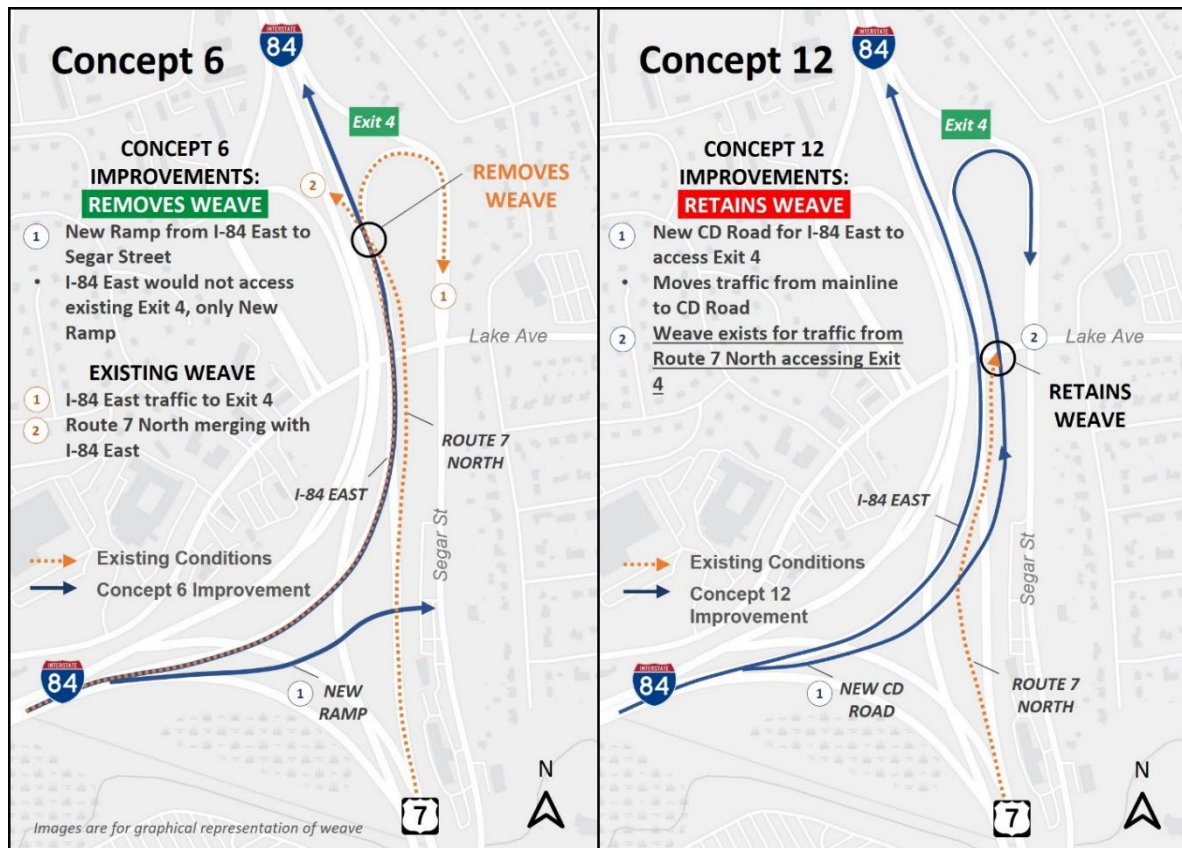 Concept 6
INTERSTATE
84
Exit 4
CONCEPT 6
IMPROVEMENTS:
REMOVES WEAVE
1 New Ramp from I-84 East to
Segar Street
• I-84 East would not access
existing Exit 4, only New
Ramp
EXISTING WEAVE
1 I-84 East traffic to Exit 4
2 Route 7 North merging with
I-84 East
2
REMOVES
WEAVE
1
Lake Ave
ROUTE 7
NORTH
I-84 EAST
Segar St
Existing Conditions
Concept 6 Improvement
INTERSTATE
84
1 NEW
RAMP
7
N
Images are for graphical representation of weave
Concept 12
INTERSTATE
84
Exit 4
CONCEPT 12
IMPROVEMENTS:
RETAINS WEAVE
1 New CD Road for I-84 East to
access Exit 4
• Moves traffic from mainline
to CD Road
2 Weave exists for traffic from
Route 7 North accessing Exit
4
2
Lake Ave
RETAINS
WEAVE
I-84 EAST
Segar St
Existing Conditions
Concept 12
Improvement
INTERSTATE
84
1 NEW CD
ROAD
ROUTE 7
NORTH
7
N